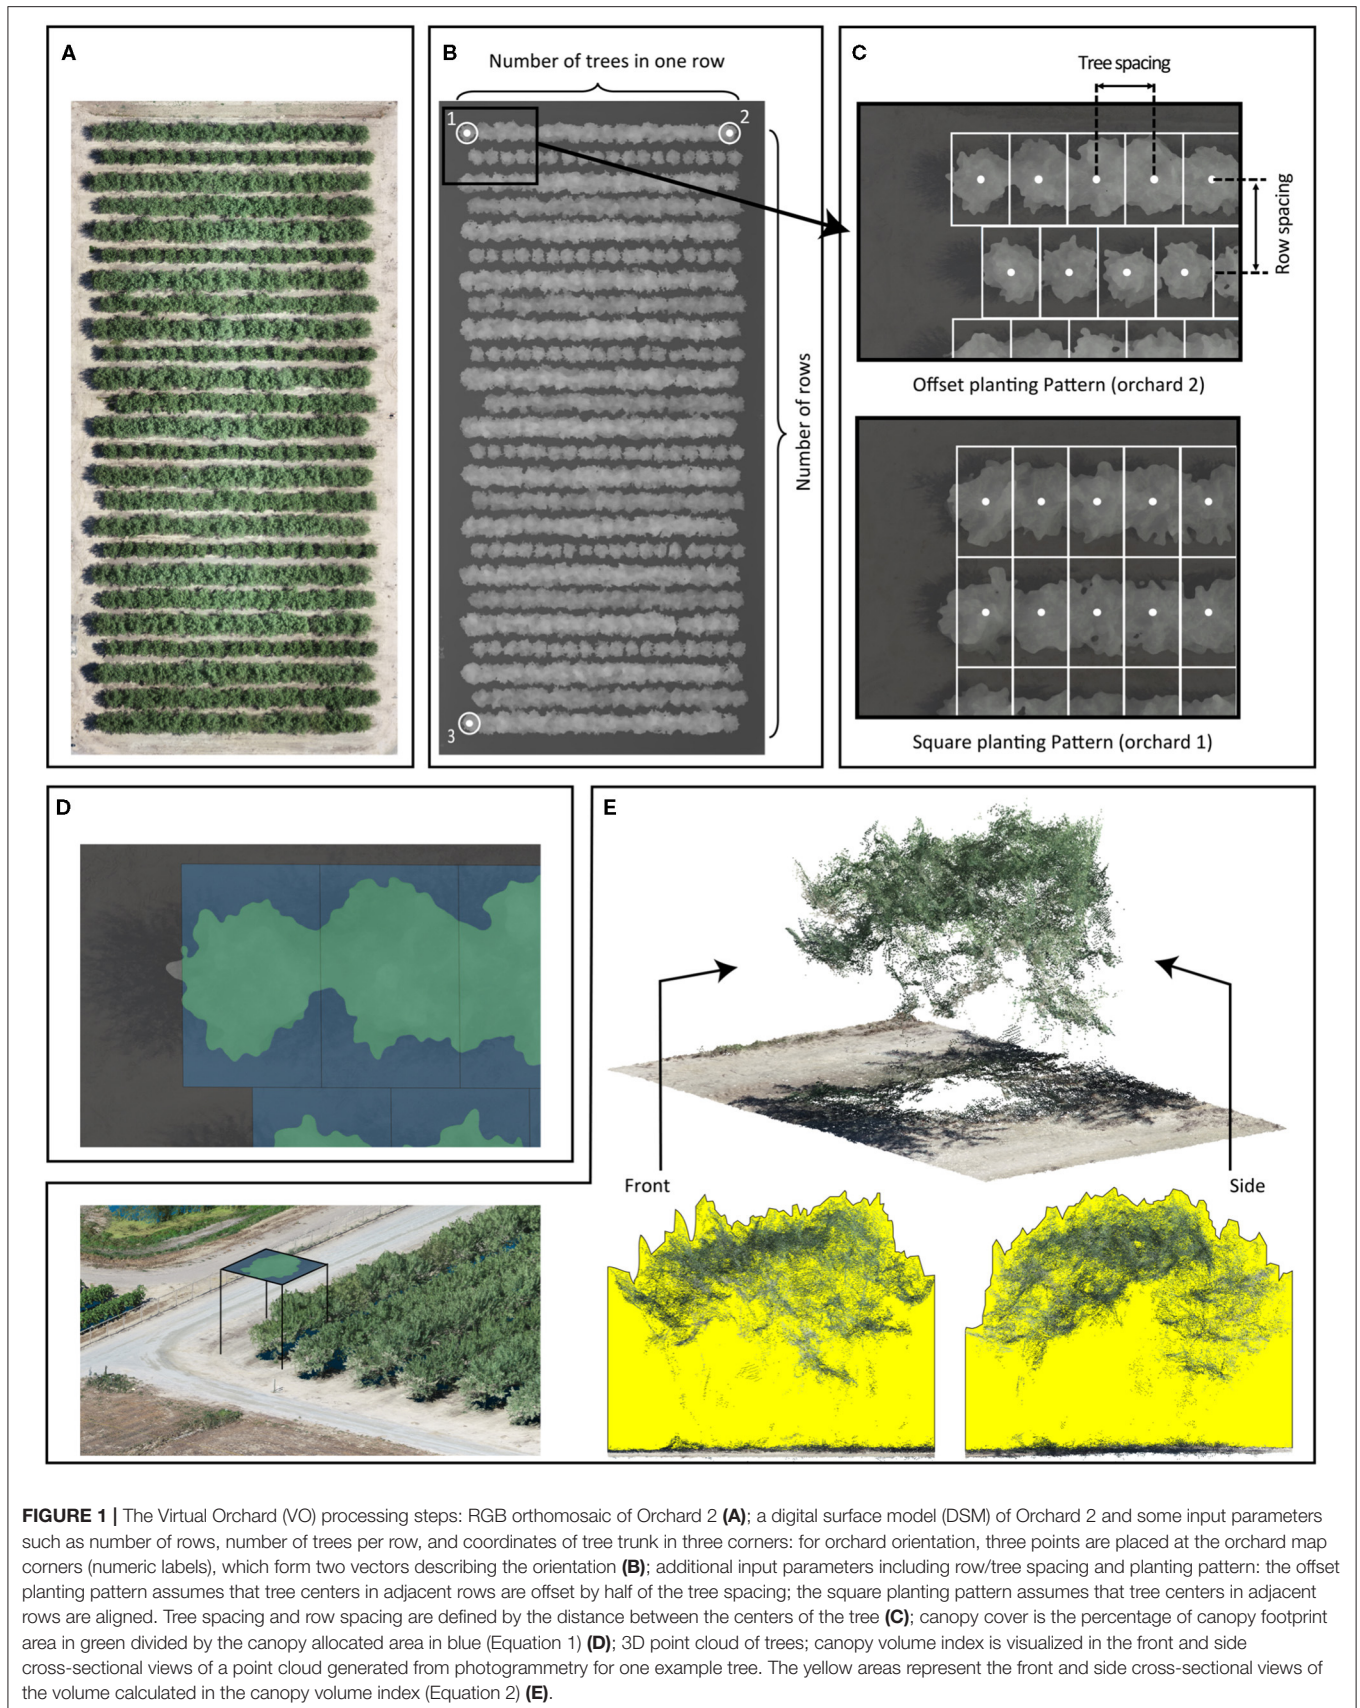 A
B
Number of trees in one row
1
2
3
Number of rows
C
Tree spacing
Row spacing
Offset planting Pattern (orchard 2)
Square planting Pattern (orchard 1)
D
E
Front
Side
FIGURE 1 | The Virtual Orchard (VO) processing steps: RGB orthomosaic of Orchard 2 (A); a digital surface model (DSM) of Orchard 2 and some input parameters
such as number of rows, number of trees per row, and coordinates of tree trunk in three corners: for orchard orientation, three points are placed at the orchard map
corners (numeric labels), which form two vectors describing the orientation (B); additional input parameters including row/tree spacing and planting pattern: the offset
planting pattern assumes that tree centers in adjacent rows are offset by half of the tree spacing; the square planting pattern assumes that tree centers in adjacent
rows are aligned. Tree spacing and row spacing are defined by the distance between the centers of the tree (C); canopy cover is the percentage of canopy footprint
area in green divided by the canopy allocated area in blue (Equation 1) (D); 3D point cloud of trees; canopy volume index is visualized in the front and side
cross-sectional views of a point cloud generated from photogrammetry for one example tree. The yellow areas represent the front and side cross-sectional views of
the volume calculated in the canopy volume index (Equation 2) (E).